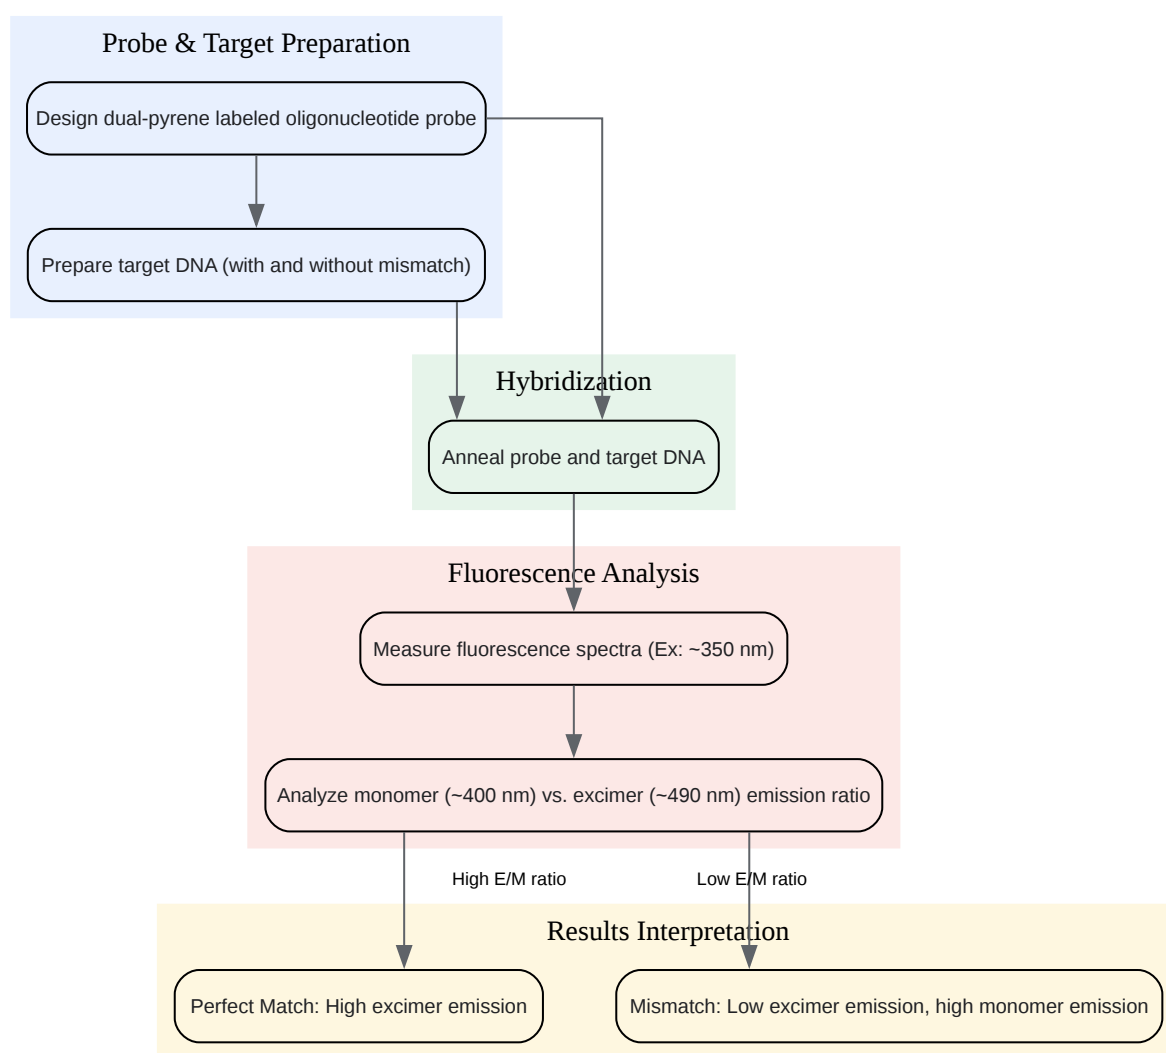 Probe & Target Preparation
Design dual-pyrene labeled oligonucleotide probe
Prepare target DNA (with and without mismatch)
Hybridization
Anneal probe and target DNA
Fluorescence Analysis
Measure fluorescence spectra (Ex: ~350 nm)
Analyze monomer (~400 nm) vs. excimer (~490 nm) emission ratio
High E/M ratio
Low E/M ratio
Results Interpretation
Perfect Match: High excimer emission
Mismatch: Low excimer emission, high monomer emission